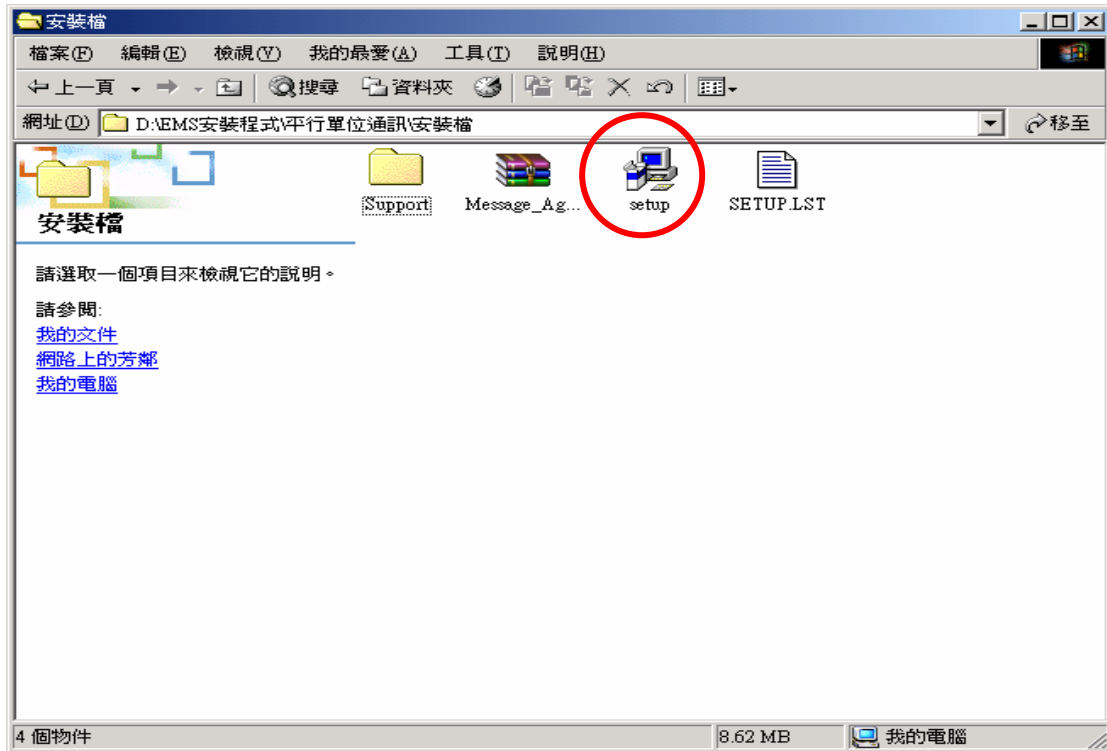 安裝檔
檔案(F) 編輯(E) 檢視(V) 我的最愛(A) 工具(T) 說明(H)
上一頁 搜尋 資料夾
網址(D) D:\EMS安裝程式\平行單位通訊\安裝檔 移至
安裝檔
Support Message_Ag... setup SETUP.LST
請選取一個項目來檢視它的說明。
請參閱:
我的文件
網路上的芳鄰
我的電腦
4 個物件 8.62 MB 我的電腦